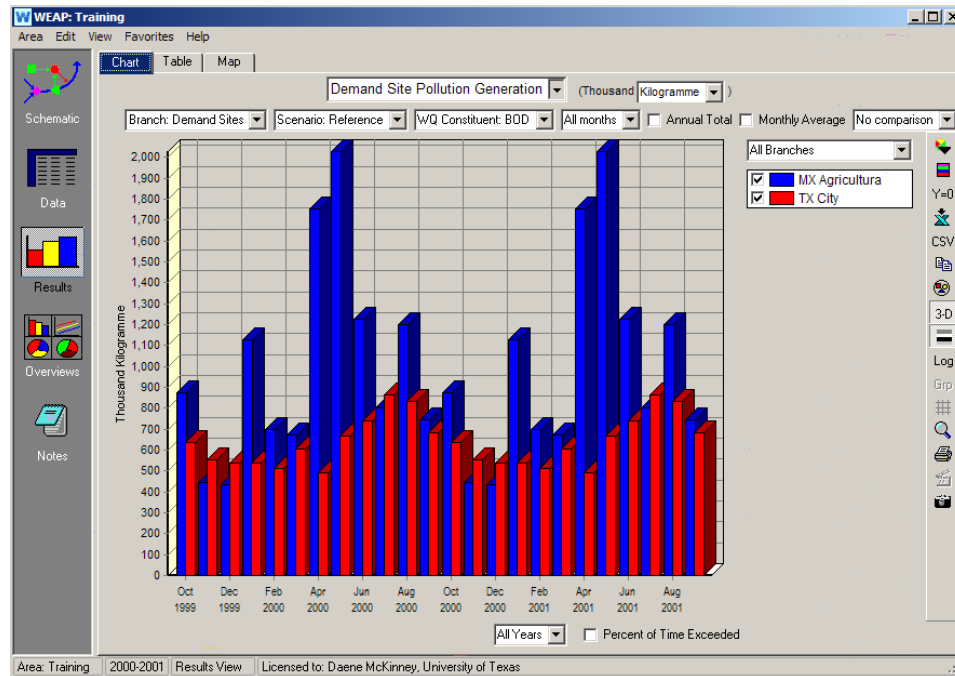 WEAP: Training
Area Edit View Favorites Help
Chart Table Map
Demand Site Pollution Generation (Thousand Kilogramme )
Branch: Demand Sites Scenario: Reference WQ Constituent: BOD All months Annual Total Monthly Average No comparison
Schematic
Data
Results
Overviews
Notes
All Branches
MX Agricultura
TX City
Y=0
CSV
3-D
Log
Grp
Thousand Kilogramme
2,000
1,900
1,800
1,700
1,600
1,500
1,400
1,300
1,200
1,100
1,000
900
800
700
600
500
400
300
200
100
0
Oct Dec Feb Apr Jun Aug Oct Dec Feb Apr Jun Aug
1999 1999 2000 2000 2000 2000 2000 2000 2001 2001 2001 2001
All Years Percent of Time Exceeded
Area: Training 2000-2001 Results View Licensed to: Daene McKinney, University of Texas